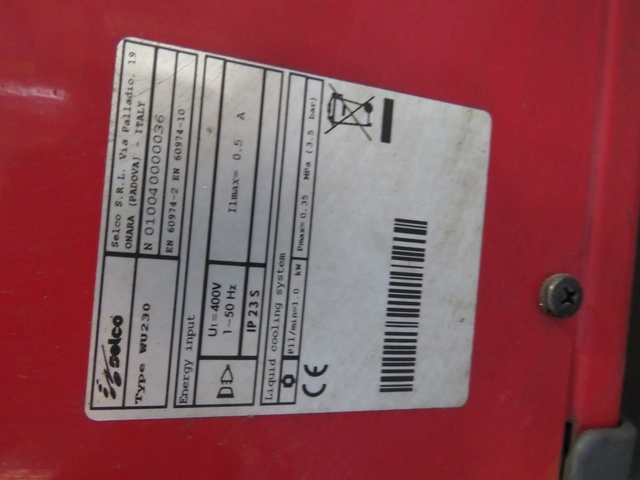 selco
Selco S.R.L. Via Palladio, 19
ONARA (PADOVA) - ITALY
Type WU230
N 010040000036
EN 60974-2 EN 60974-10
Energy input
U1=400V
1~50 Hz
I1max= 0.5 A
IP 23 S
Liquid cooling system
P1l/min=1.0 kW
Pmax= 0.35 MPa (3.5 bar)
CE